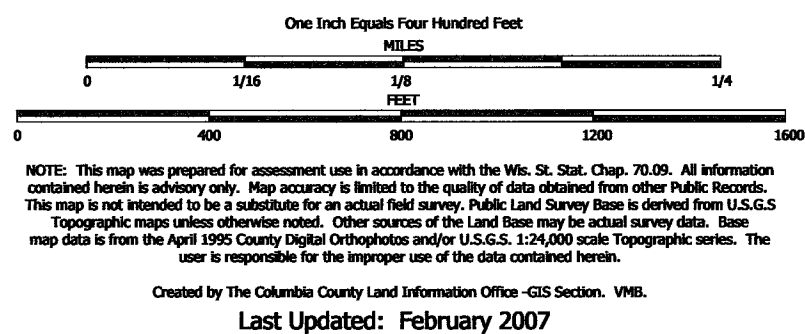 One Inch Equals Four Hundred Feet
MILES
0 1/16 1/8 1/4
FEET
0 400 800 1200 1600
NOTE: This map was prepared for assessment use in accordance with the Wis. St. Stat. Chap. 70.09. All information
contained herein is advisory only. Map accuracy is limited to the quality of data obtained from other Public Records.
This map is not intended to be a substitute for an actual field survey. Public Land Survey Base is derived from U.S.G.S
Topographic maps unless otherwise noted. Other sources of the Land Base may be actual survey data. Base
map data is from the April 1995 County Digital Orthophotos and/or U.S.G.S. 1:24,000 scale Topographic series. The
user is responsible for the improper use of the data contained herein.
Created by The Columbia County Land Information Office -GIS Section. VMB.
Last Updated: February 2007